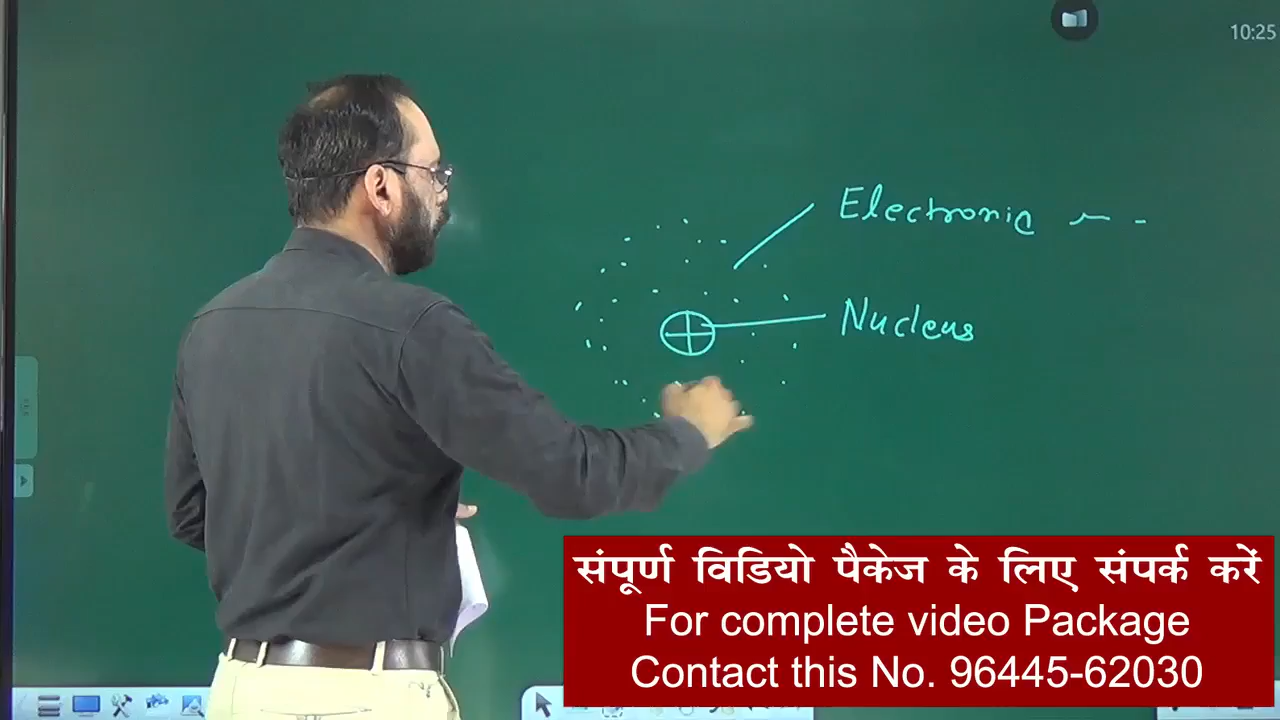 10:25
Electronic
Nucleus
संपूर्ण विडियो पैकेज के लिए संपर्क करें
For complete video Package
Contact this No. 96445-62030